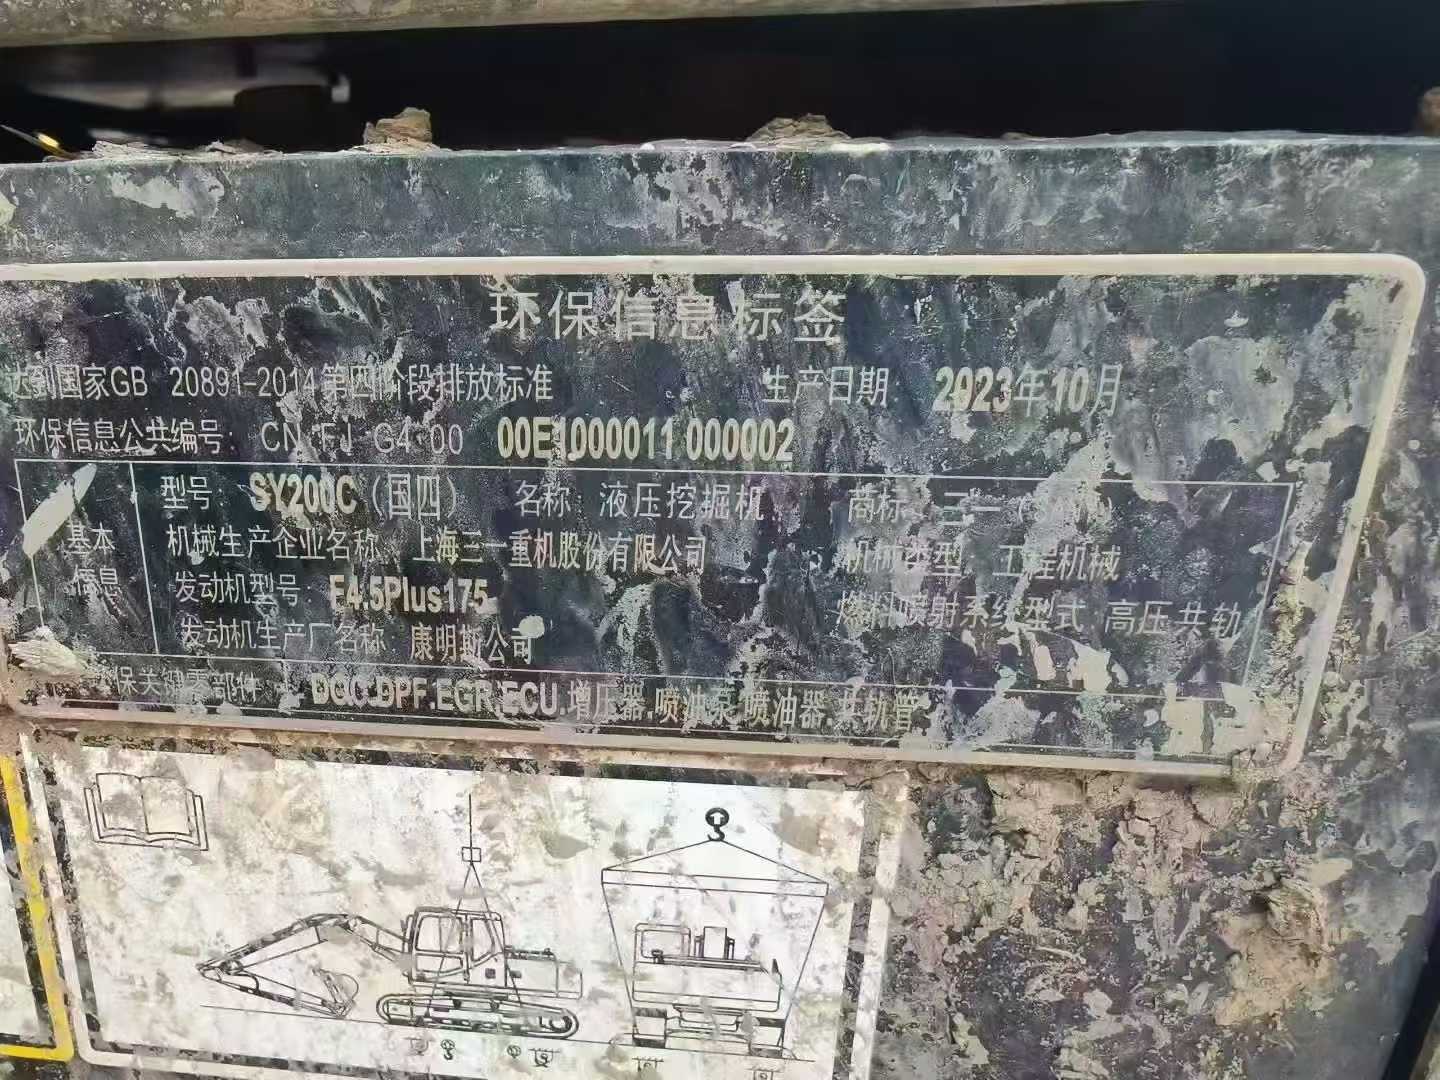 环保信息标签
达到国家GB 20891-2014第四阶段排放标准 生产日期 2023年10月
环保信息公共编号: CN FJ G4 00 00E1000011 000002
型号: SY200C(国四) 名称 液压挖掘机 商标 三一
基本信息
机械生产企业名称 上海三一重机股份有限公司 机械类型 工程机械
发动机型号: F4.5Plus175 燃料喷射系统型式 高压共轨
发动机生产厂名称 康明斯公司
保关键零部件 DOC.DPF.EGR.ECU.增压器.喷油泵.喷油器.共轨管